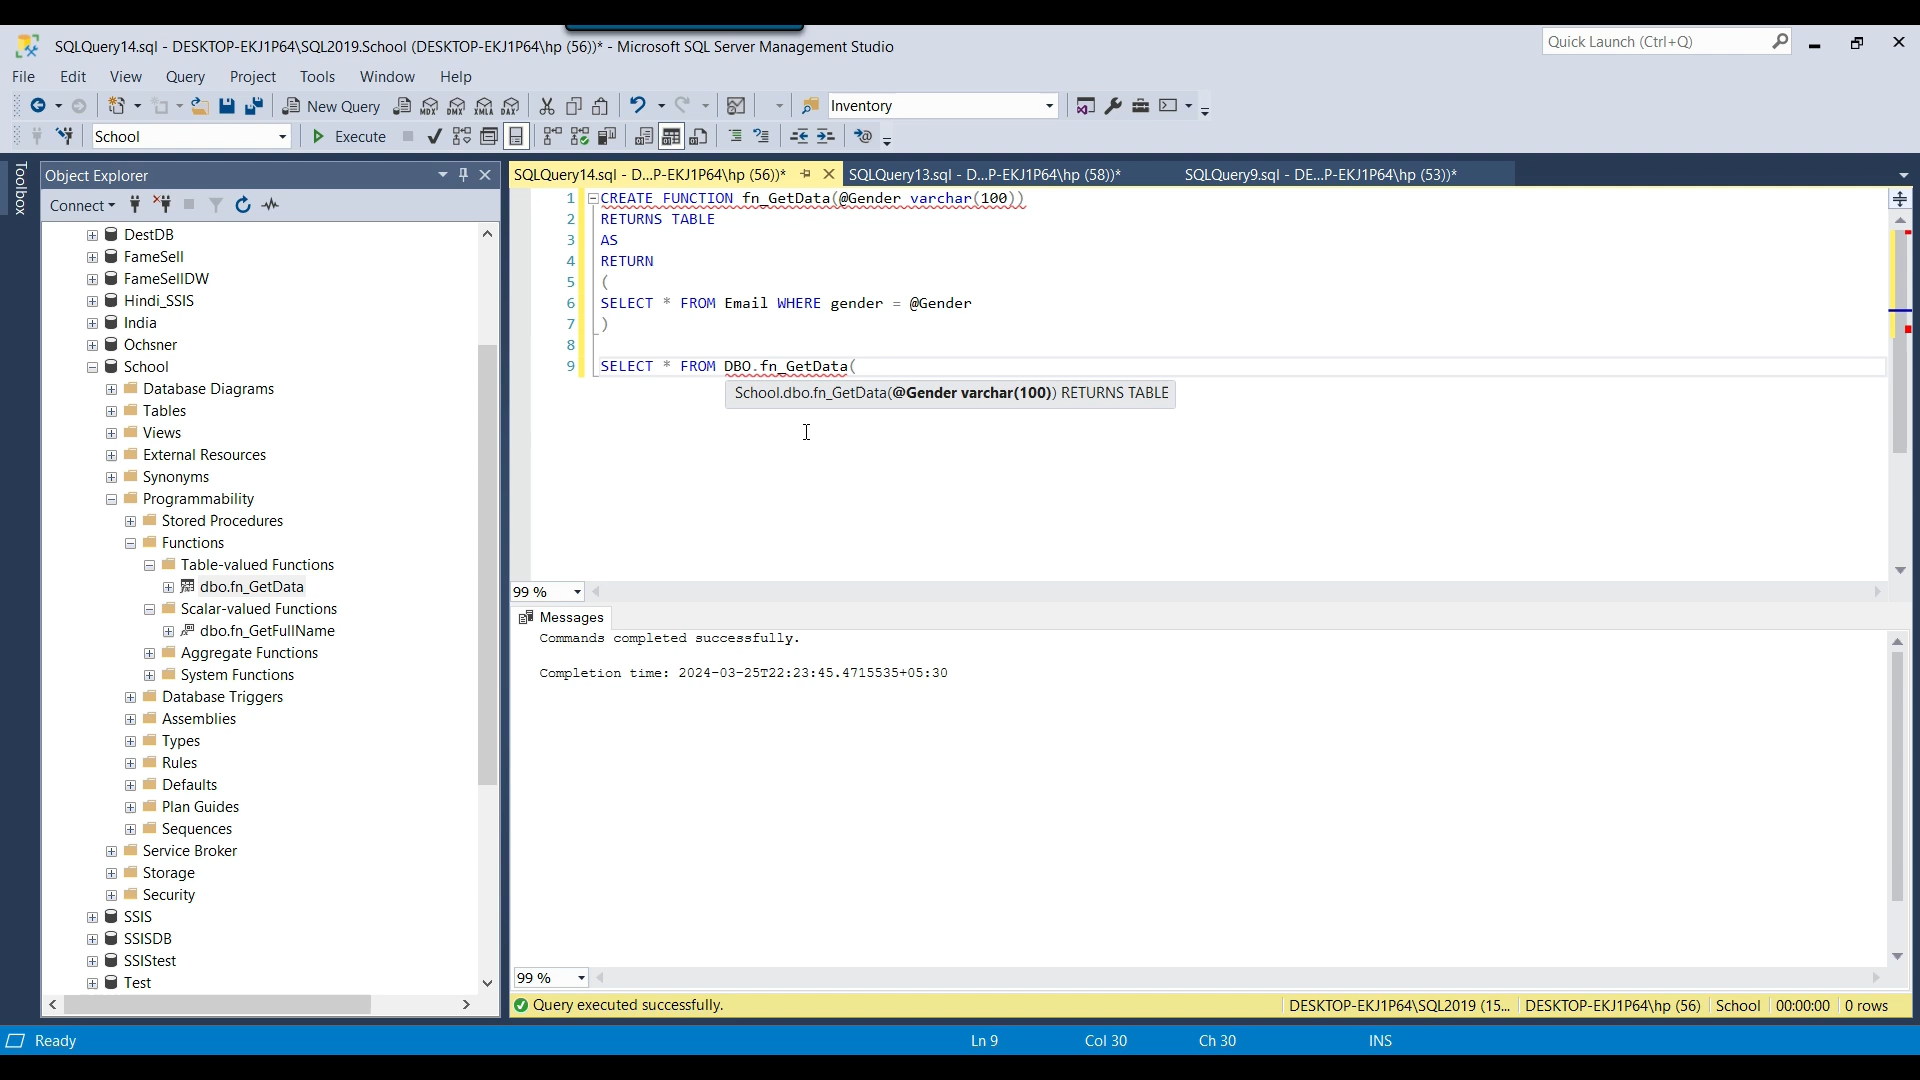 SQLQuery14.sql - DESKTOP-EKJ1P64\SQL2019.School (DESKTOP-EKJ1P64\hp (56))* - Microsoft SQL Server Management Studio
Quick Launch (Ctrl+Q)
File Edit View Query Project Tools Window Help
New Query
MDX DMX XMLA DAX
Inventory
School
Execute
Toolbox
Object Explorer
Connect
DestDB
FameSell
FameSellDW
Hindi_SSIS
India
Ochsner
School
Database Diagrams
Tables
Views
External Resources
Synonyms
Programmability
Stored Procedures
Functions
Table-valued Functions
dbo.fn_GetData
Scalar-valued Functions
dbo.fn_GetFullName
Aggregate Functions
System Functions
Database Triggers
Assemblies
Types
Rules
Defaults
Plan Guides
Sequences
Service Broker
Storage
Security
SSIS
SSISDB
SSIStest
Test
SQLQuery14.sql - D...P-EKJ1P64\hp (56))*
SQLQuery13.sql - D...P-EKJ1P64\hp (58))*
SQLQuery9.sql - DE...P-EKJ1P64\hp (53))*
1 CREATE FUNCTION fn_GetData(@Gender varchar(100))
2 RETURNS TABLE
3 AS
4 RETURN
5 (
6 SELECT * FROM Email WHERE gender = @Gender
7 )
8
9 SELECT * FROM DBO.fn_GetData(
School.dbo.fn_GetData(@Gender varchar(100)) RETURNS TABLE
99 %
Messages
Commands completed successfully.
Completion time: 2024-03-25T22:23:45.4715535+05:30
99 %
Query executed successfully.
DESKTOP-EKJ1P64\SQL2019 (15... DESKTOP-EKJ1P64\hp (56) School 00:00:00 0 rows
Ready
Ln 9 Col 30 Ch 30 INS